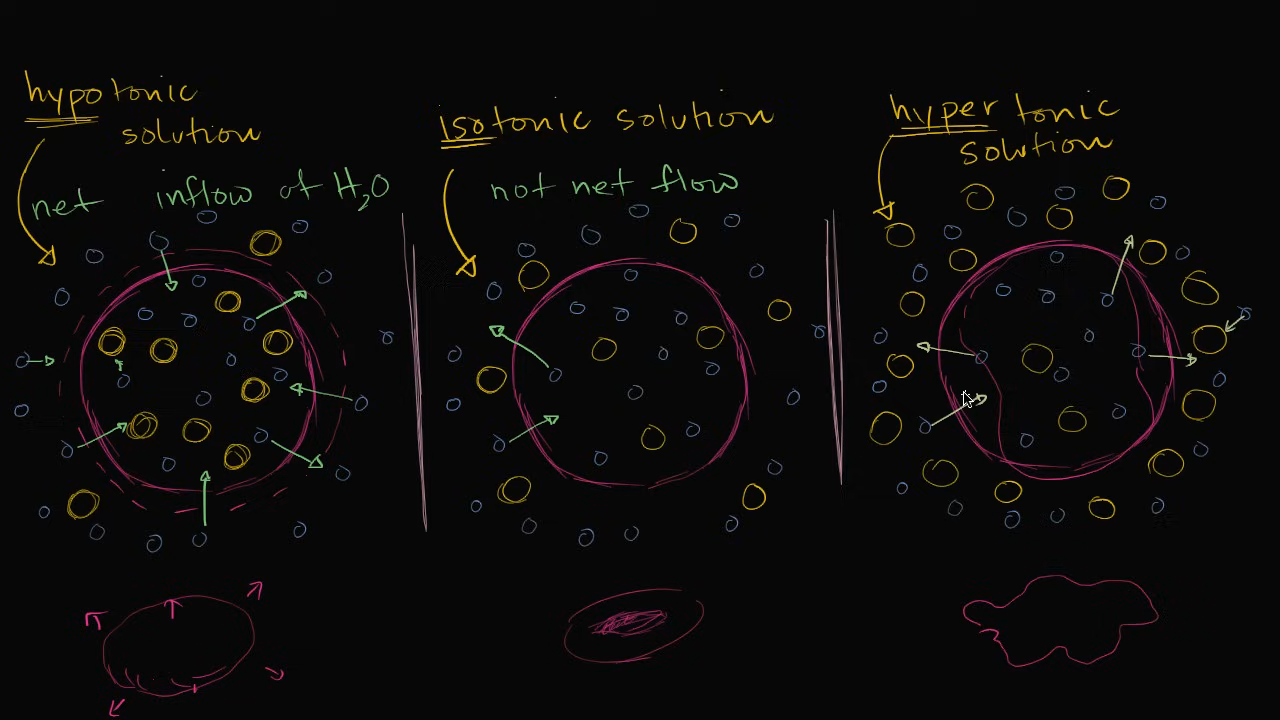 hypotonic
solution
net inflow of H₂O
isotonic solution
not net flow
hypertonic
solution